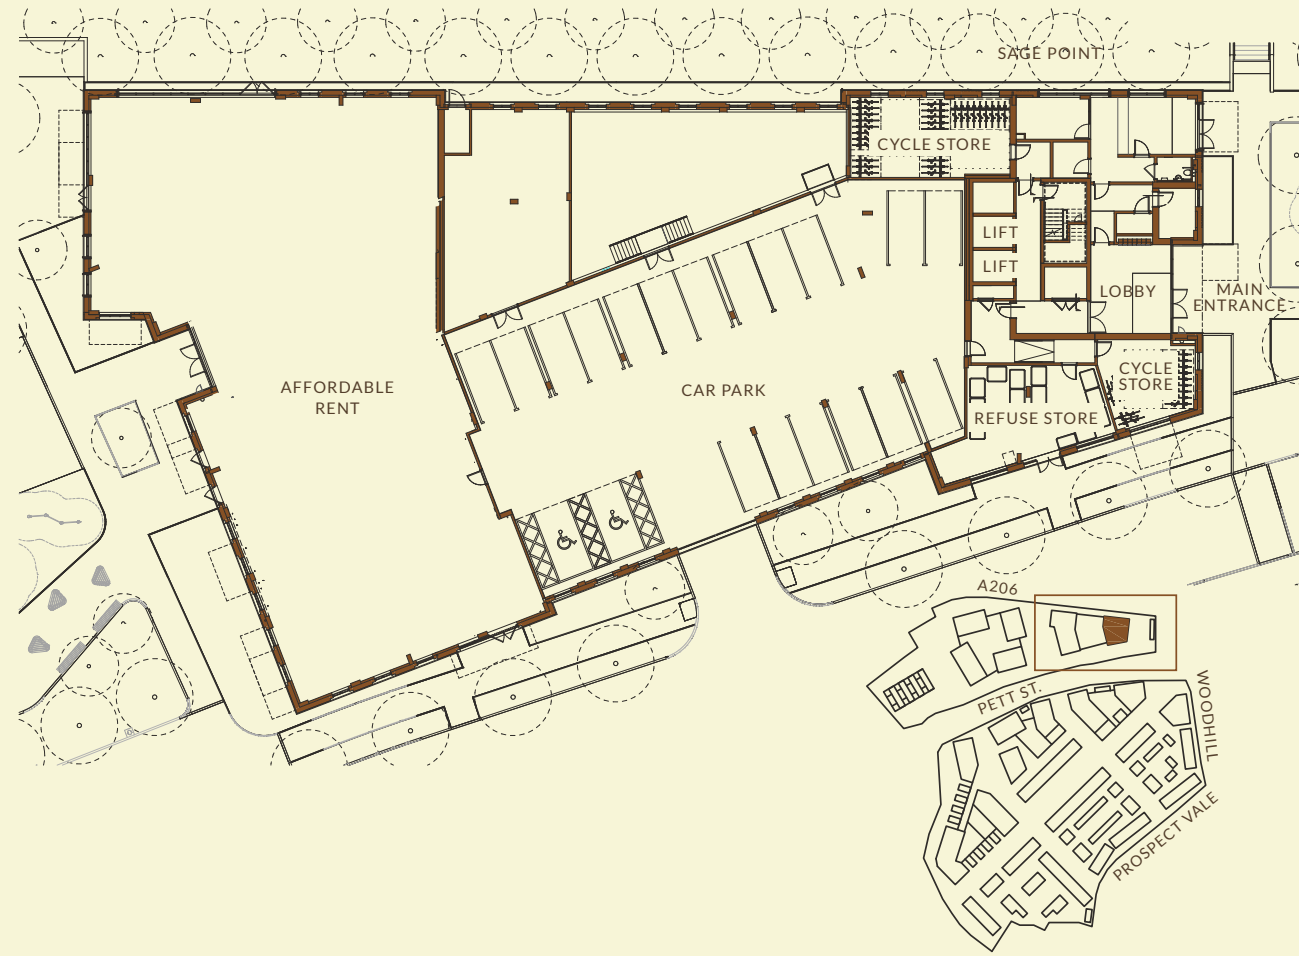 SAGE POINT
CYCLE STORE
LIFT
LIFT
LOBBY
MAIN
ENTRANCE
CYCLE
STORE
AFFORDABLE
RENT
CAR PARK
REFUSE STORE
A206
PETT ST.
WOODHILL
PROSPECT VALE